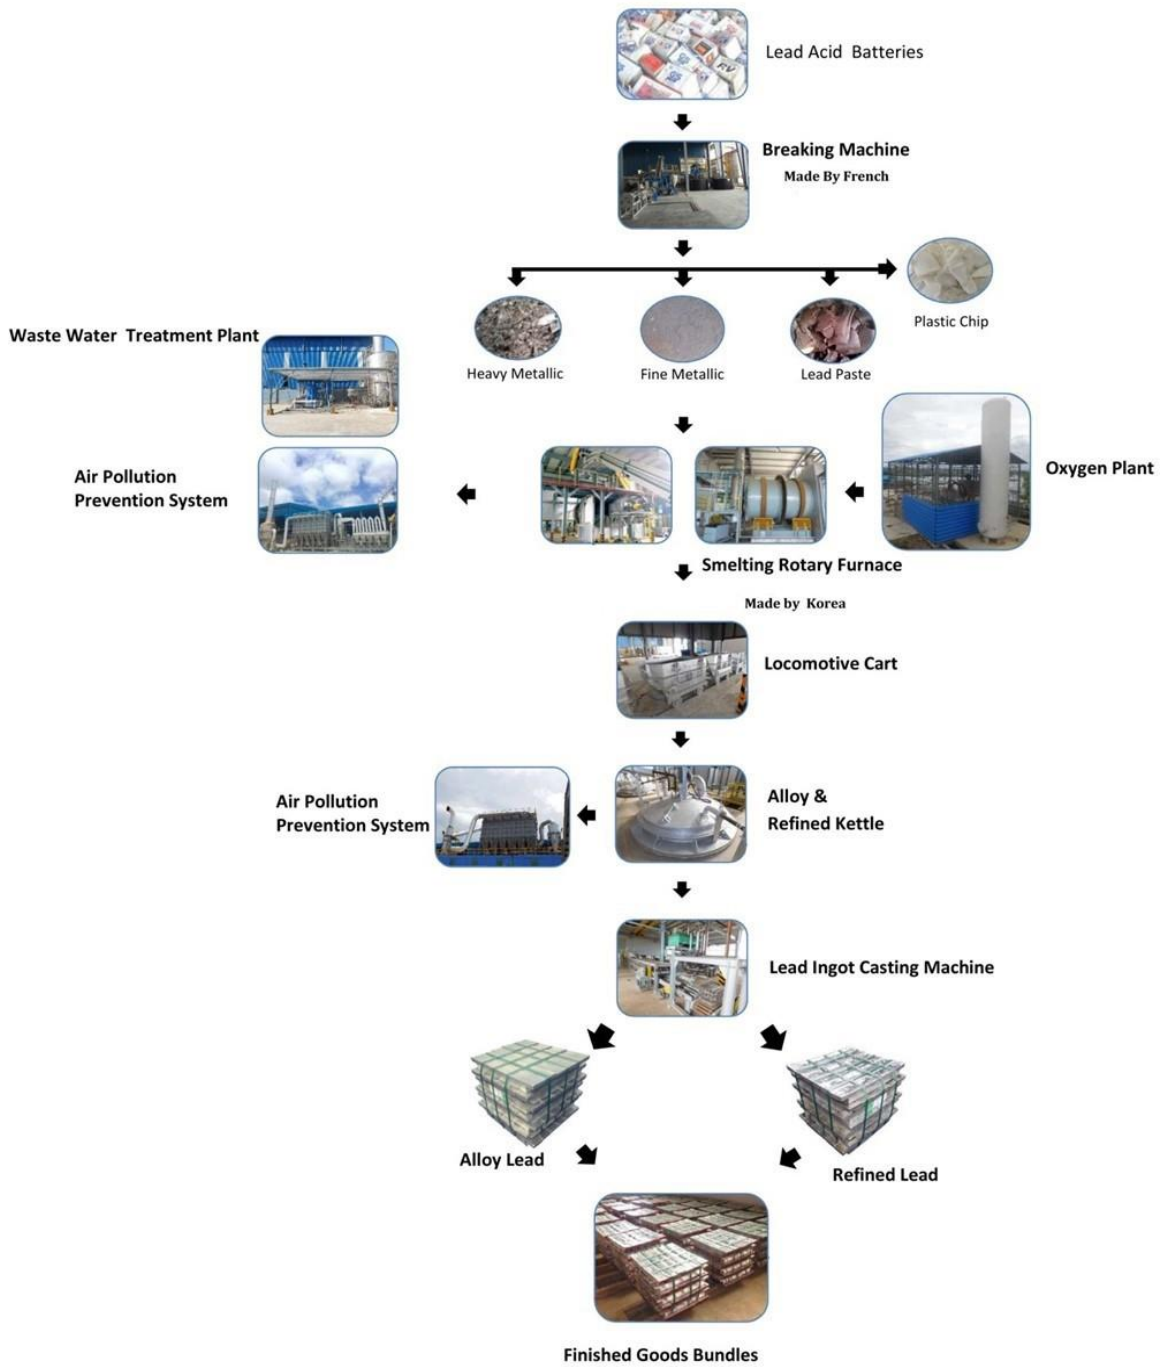 Lead Acid Batteries
Breaking Machine
Made By French
Plastic Chip
Heavy Metallic
Fine Metallic
Lead Paste
Waste Water Treatment Plant
Air Pollution
Prevention System
Oxygen Plant
Smelting Rotary Furnace
Made by Korea
Locomotive Cart
Air Pollution
Prevention System
Alloy &
Refined Kettle
Lead Ingot Casting Machine
Alloy Lead
Refined Lead
Finished Goods Bundles